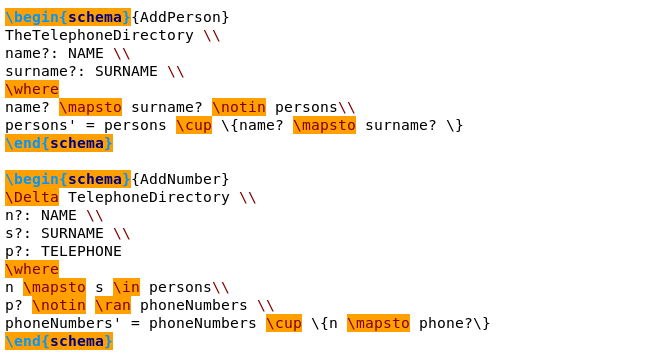 \begin{schema}{AddPerson}
TheTelephoneDirectory \\
name?: NAME \\
surname?: SURNAME \\
\where
name? \mapsto surname? \notin persons\\
persons' = persons \cup \{name? \mapsto surname? \}
\end{schema}
\begin{schema}{AddNumber}
\Delta TelephoneDirectory \\
n?: NAME \\
s?: SURNAME \\
p?: TELEPHONE
\where
n \mapsto s \in persons\\
p? \notin \ran phoneNumbers \\
phoneNumbers' = phoneNumbers \cup \{n \mapsto phone?\}
\end{schema}